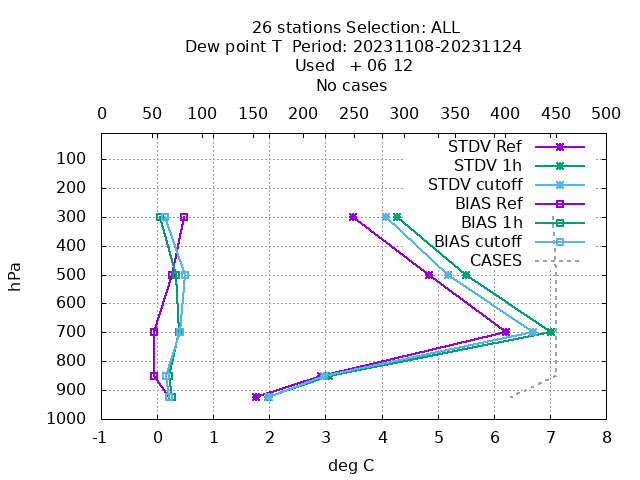 26 stations Selection: ALL
Dew point T  Period: 20231108-20231124
Used   + 06 12
No cases
0 50 100 150 200 250 300 350 400 450 500
STDV Ref
STDV 1h
STDV cutoff
BIAS Ref
BIAS 1h
BIAS cutoff
CASES
hPa
100
200
300
400
500
600
700
800
900
1000
-1 0 1 2 3 4 5 6 7 8
deg C